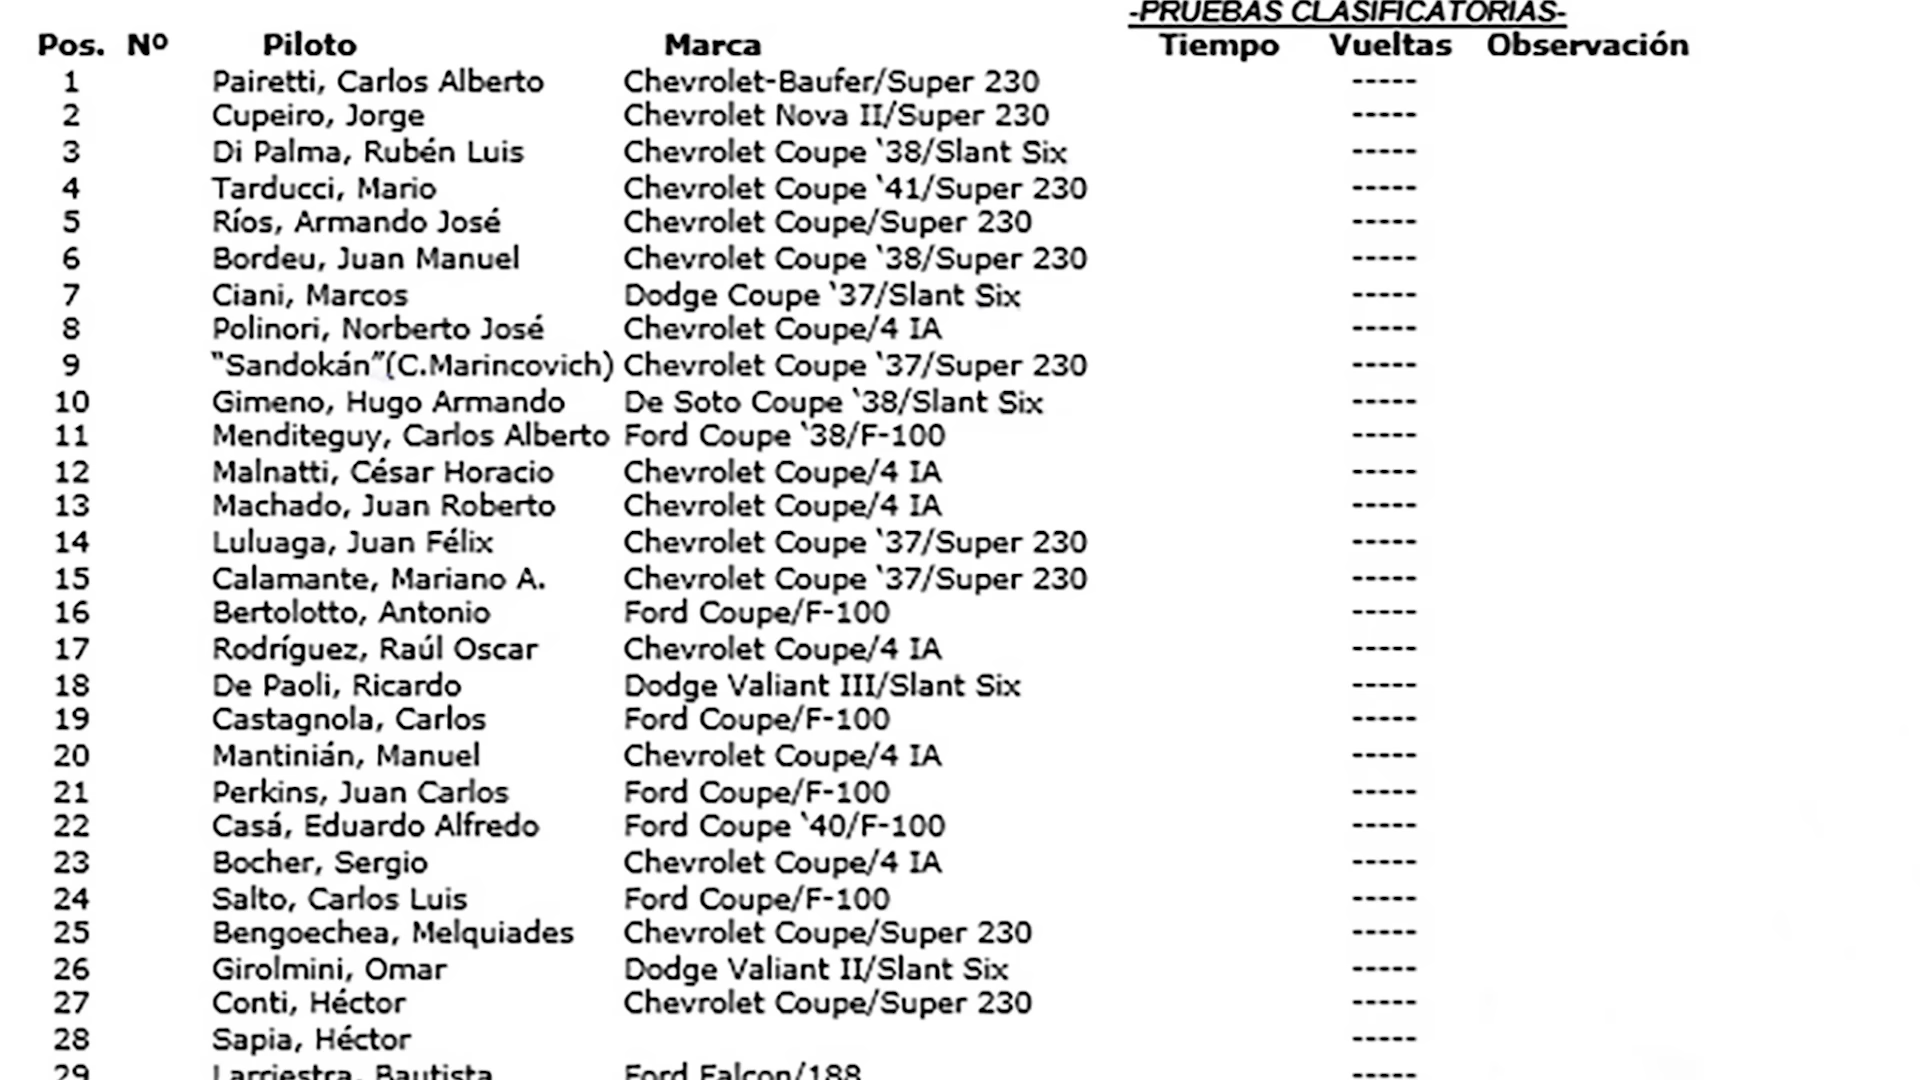 -PRUEBAS CLASIFICATORIAS-
Pos. Nº Piloto Marca Tiempo Vueltas Observación
1 Pairetti, Carlos Alberto Chevrolet-Baufer/Super 230 -----
2 Cupeiro, Jorge Chevrolet Nova II/Super 230 -----
3 Di Palma, Rubén Luis Chevrolet Coupe `38/Slant Six -----
4 Tarducci, Mario Chevrolet Coupe `41/Super 230 -----
5 Ríos, Armando José Chevrolet Coupe/Super 230 -----
6 Bordeu, Juan Manuel Chevrolet Coupe `38/Super 230 -----
7 Ciani, Marcos Dodge Coupe `37/Slant Six -----
8 Polinori, Norberto José Chevrolet Coupe/4 IA -----
9 “Sandokán”(C.Marincovich) Chevrolet Coupe `37/Super 230 -----
10 Gimeno, Hugo Armando De Soto Coupe `38/Slant Six -----
11 Menditeguy, Carlos Alberto Ford Coupe `38/F-100 -----
12 Malnatti, César Horacio Chevrolet Coupe/4 IA -----
13 Machado, Juan Roberto Chevrolet Coupe/4 IA -----
14 Luluaga, Juan Félix Chevrolet Coupe `37/Super 230 -----
15 Calamante, Mariano A. Chevrolet Coupe `37/Super 230 -----
16 Bertolotto, Antonio Ford Coupe/F-100 -----
17 Rodríguez, Raúl Oscar Chevrolet Coupe/4 IA -----
18 De Paoli, Ricardo Dodge Valiant III/Slant Six -----
19 Castagnola, Carlos Ford Coupe/F-100 -----
20 Mantinián, Manuel Chevrolet Coupe/4 IA -----
21 Perkins, Juan Carlos Ford Coupe/F-100 -----
22 Casá, Eduardo Alfredo Ford Coupe `40/F-100 -----
23 Bocher, Sergio Chevrolet Coupe/4 IA -----
24 Salto, Carlos Luis Ford Coupe/F-100 -----
25 Bengoechea, Melquiades Chevrolet Coupe/Super 230 -----
26 Girolmini, Omar Dodge Valiant II/Slant Six -----
27 Conti, Héctor Chevrolet Coupe/Super 230 -----
28 Sapia, Héctor -----
29 Larriestra, Bautista Ford Falcon/188 -----